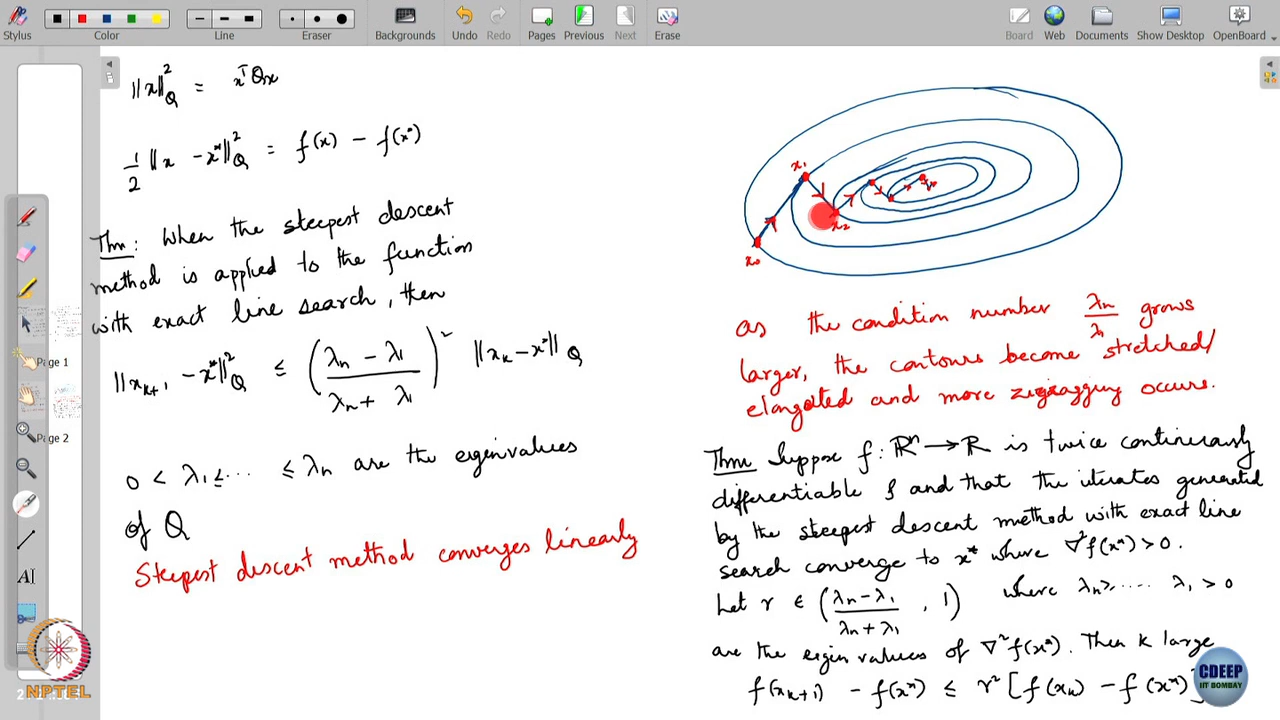 Stylus
Color
Line
Eraser
Backgrounds
Undo
Redo
Pages
Previous
Next
Erase
Board
Web
Documents
Show Desktop
OpenBoard
Page 1
Page 2
‖x‖²_Q = xᵀQx
1/2 ‖x - x*‖²_Q = f(x) - f(x*)
Thm: When the steepest descent
method is applied to the function
with exact line search, then
‖x_{k+1} - x*‖²_Q ≤ ((λn - λ1)/(λn + λ1))² ‖x_k - x*‖_Q
0 < λ1 ≤ ... ≤ λn are the eigenvalues
of Q
Steepest descent method converges linearly
x1
x2
x0
as the condition number λn/λ1 grows
larger, the contours become stretched/
elongated and more zigzagging occurs.
Thm Suppose f: ℝⁿ → ℝ is twice continuously
differentiable & and that the iterates generated
by the steepest descent method with exact line
search converge to x* where ∇²f(x*) > 0.
Let r ∈ ((λn - λ1)/(λn + λ1), 1) where λn ≥ ..... λ1 > 0
are the eigen values of ∇²f(x*). Then k large
f(x_{k+1}) - f(x*) ≤ r² [f(x_k) - f(x*)]
NPTEL
CDEEP
IIT BOMBAY